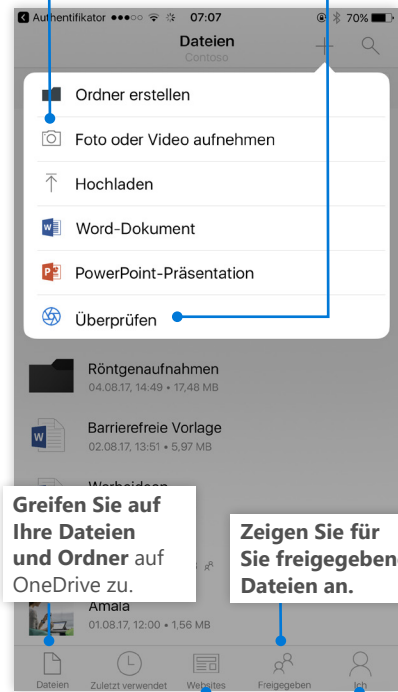 Authentifikator 07:07 70%
Dateien
Contoso
Ordner erstellen
Foto oder Video aufnehmen
Hochladen
Word-Dokument
PowerPoint-Präsentation
Überprüfen
Röntgenaufnahmen
04.08.17, 14:49 • 17,48 MB
Barrierefreie Vorlage
02.08.17, 13:51 • 5,97 MB
Greifen Sie auf
Ihre Dateien
und Ordner auf
OneDrive zu.
Zeigen Sie für
Sie freigegebene
Dateien an.
Amala
01.08.17, 12:00 • 1,56 MB
Dateien Zuletzt verwendet Websites Freigegeben Ich